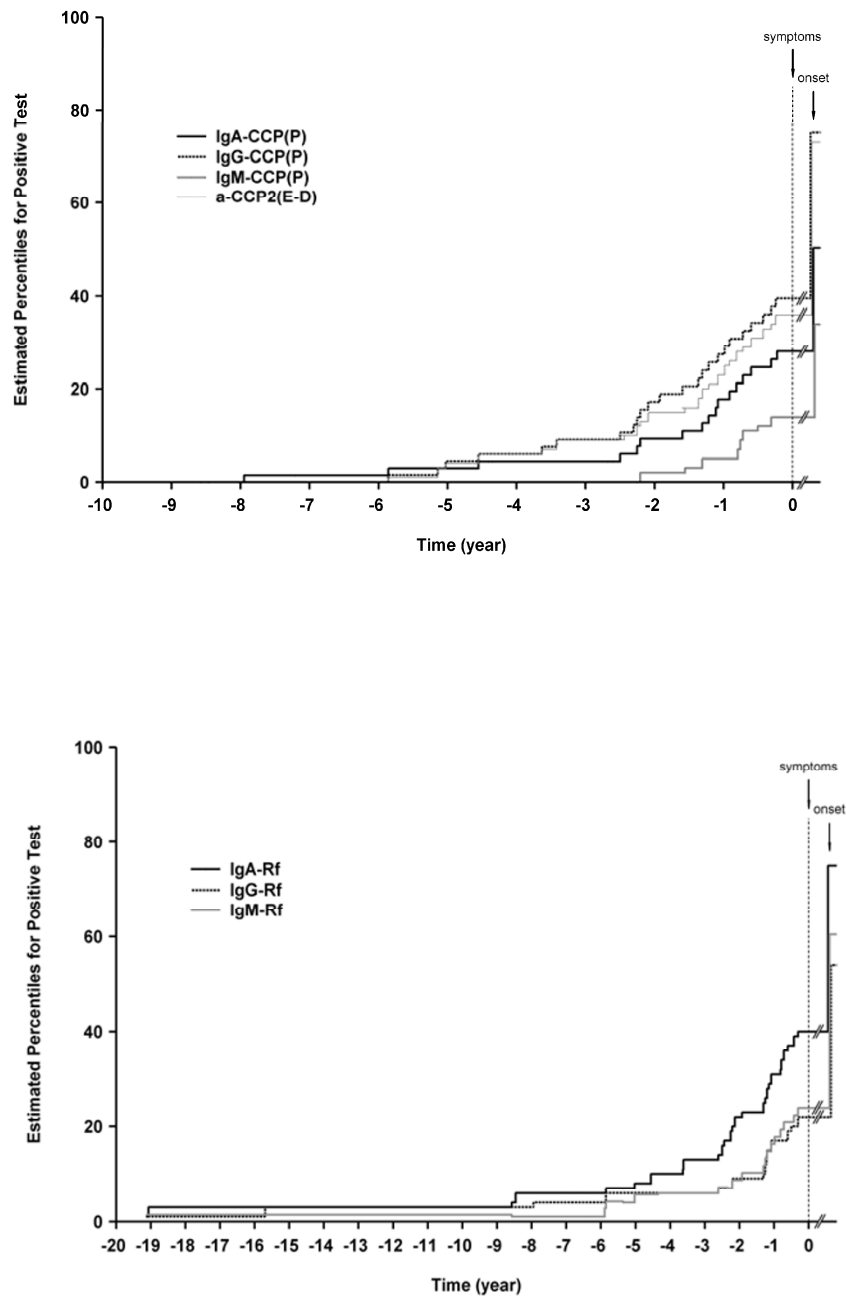 100
80
60
40
20
0
Estimated Percentiles for Positive Test
symptoms
onset
IgA-CCP(P)
IgG-CCP(P)
IgM-CCP(P)
a-CCP2(E-D)
-10 -9 -8 -7 -6 -5 -4 -3 -2 -1 0
Time (year)
100
80
60
40
20
0
Estimated Percentiles for Positive Test
symptoms
onset
IgA-Rf
IgG-Rf
IgM-Rf
-20 -19 -18 -17 -16 -15 -14 -13 -12 -11 -10 -9 -8 -7 -6 -5 -4 -3 -2 -1 0
Time (year)